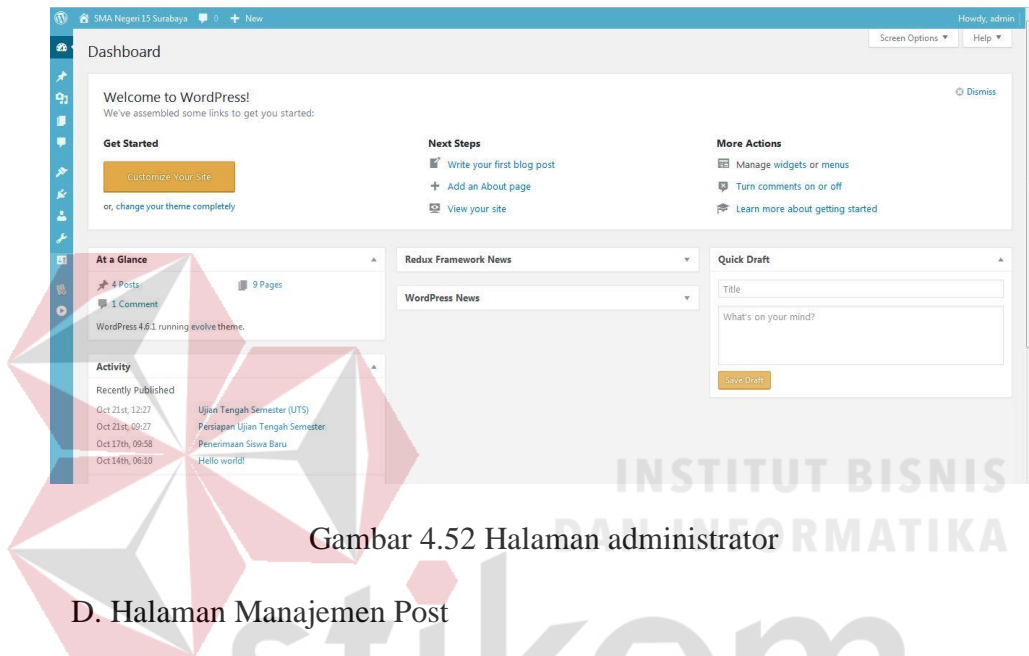 SMA Negeri 15 Surabaya 0 + New Howdy, admin
Screen Options ▼ Help ▼
Dashboard
Welcome to WordPress!
Dismiss
We've assembled some links to get you started:
Get Started
Customize Your Site
or, change your theme completely
Next Steps
Write your first blog post
Add an About page
View your site
More Actions
Manage widgets or menus
Turn comments on or off
Learn more about getting started
At a Glance
4 Posts 9 Pages
1 Comment
WordPress 4.6.1 running evolve theme.
Activity
Recently Published
Oct 21st, 12:27 Ujian Tengah Semester (UTS)
Oct 21st, 09:27 Persiapan Ujian Tengah Semester
Oct 17th, 09:58 Penerimaan Siswa Baru
Oct 14th, 06:10 Hello world!
Redux Framework News
WordPress News
Quick Draft
Title
What's on your mind?
Save Draft
INSTITUT BISNIS
DAN INFORMATIKA
Gambar 4.52 Halaman administrator
D. Halaman Manajemen Post
stikom